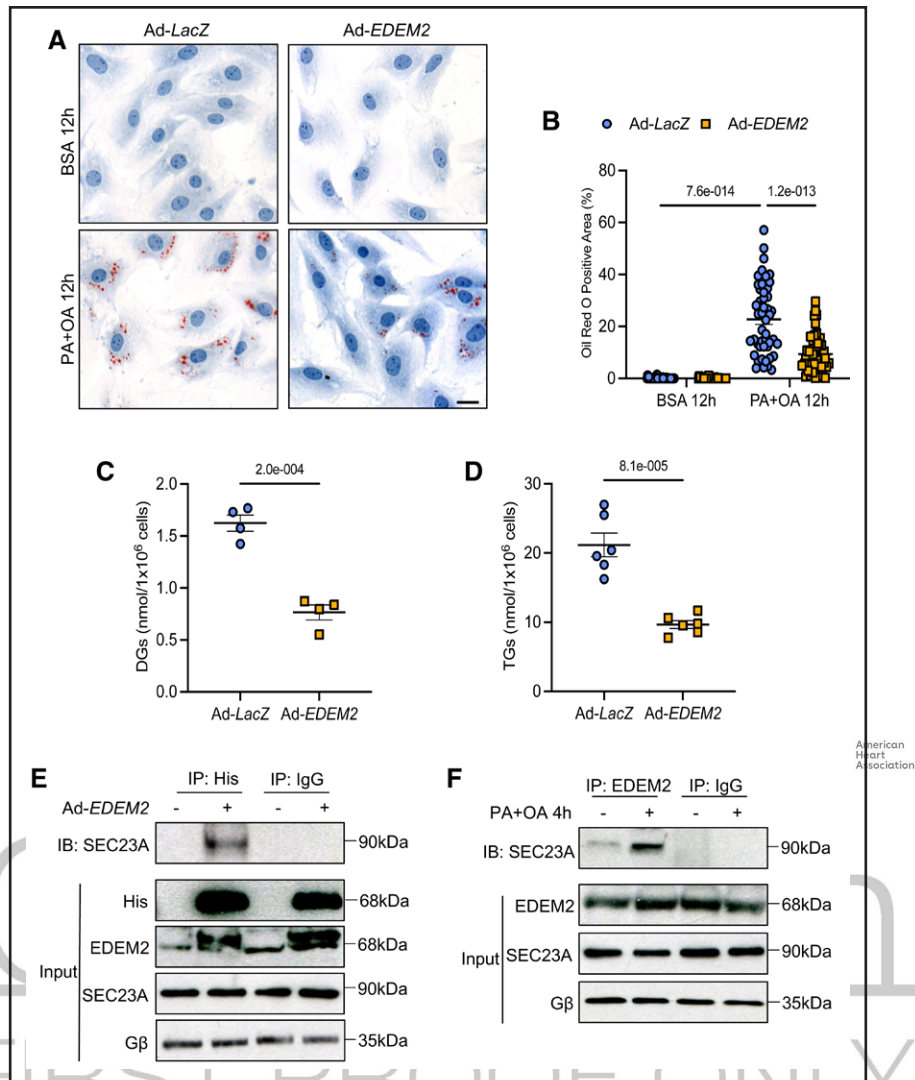 A
Ad-LacZ
Ad-EDEM2
BSA 12h
PA+OA 12h
B
Ad-LacZ
Ad-EDEM2
7.6e-014
1.2e-013
Oil Red O Positive Area (%)
80
60
40
20
0
BSA 12h
PA+OA 12h
C
2.0e-004
DGs (nmol/1x10⁶ cells)
2.0
1.5
1.0
0.5
0.0
Ad-LacZ
Ad-EDEM2
D
8.1e-005
TGs (nmol/1x10⁶ cells)
30
20
10
0
Ad-LacZ
Ad-EDEM2
American
Heart
Association
E
IP: His
IP: IgG
Ad-EDEM2
- + - +
IB: SEC23A
90kDa
Input
His
68kDa
EDEM2
68kDa
SEC23A
90kDa
Gβ
35kDa
F
IP: EDEM2
IP: IgG
PA+OA 4h
- + - +
IB: SEC23A
90kDa
Input
EDEM2
68kDa
SEC23A
90kDa
Gβ
35kDa